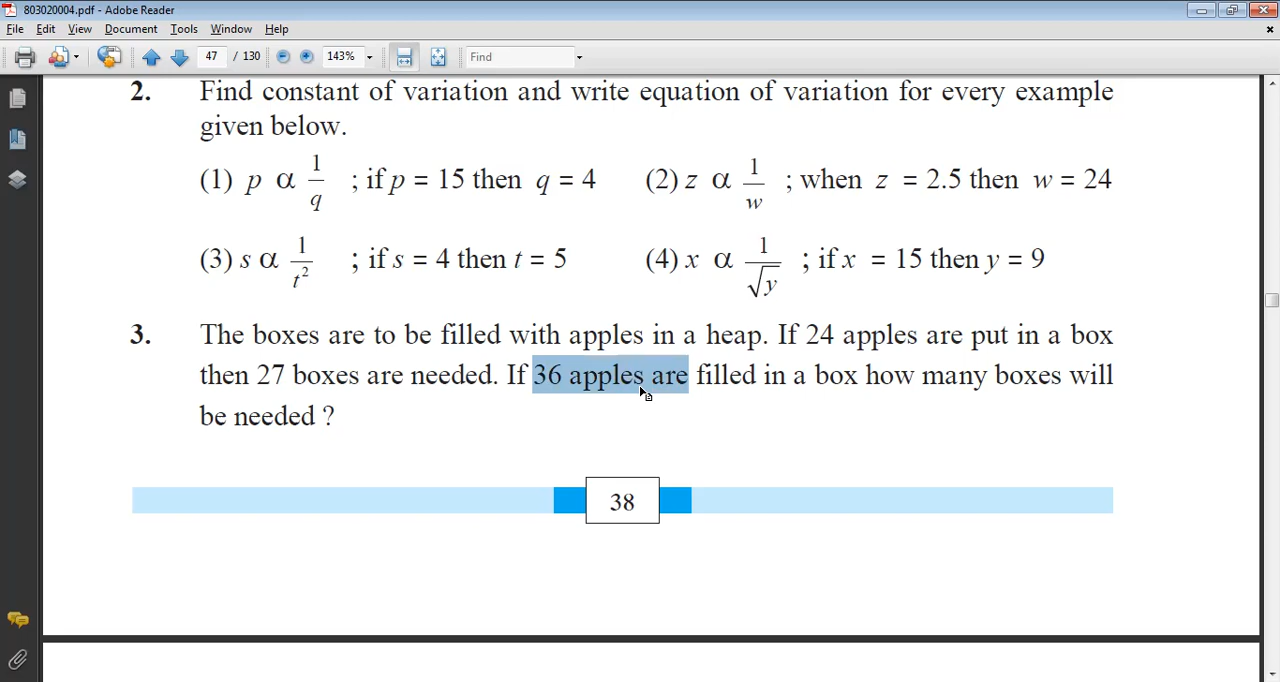 803020004.pdf - Adobe Reader
File Edit View Document Tools Window Help
47 / 130 143% Find
2. Find constant of variation and write equation of variation for every example
given below.
(1) p α 1/q ; if p = 15 then q = 4 (2) z α 1/w ; when z = 2.5 then w = 24
(3) s α 1/t² ; if s = 4 then t = 5 (4) x α 1/√y ; if x = 15 then y = 9
3. The boxes are to be filled with apples in a heap. If 24 apples are put in a box
then 27 boxes are needed. If 36 apples are filled in a box how many boxes will
be needed ?
38